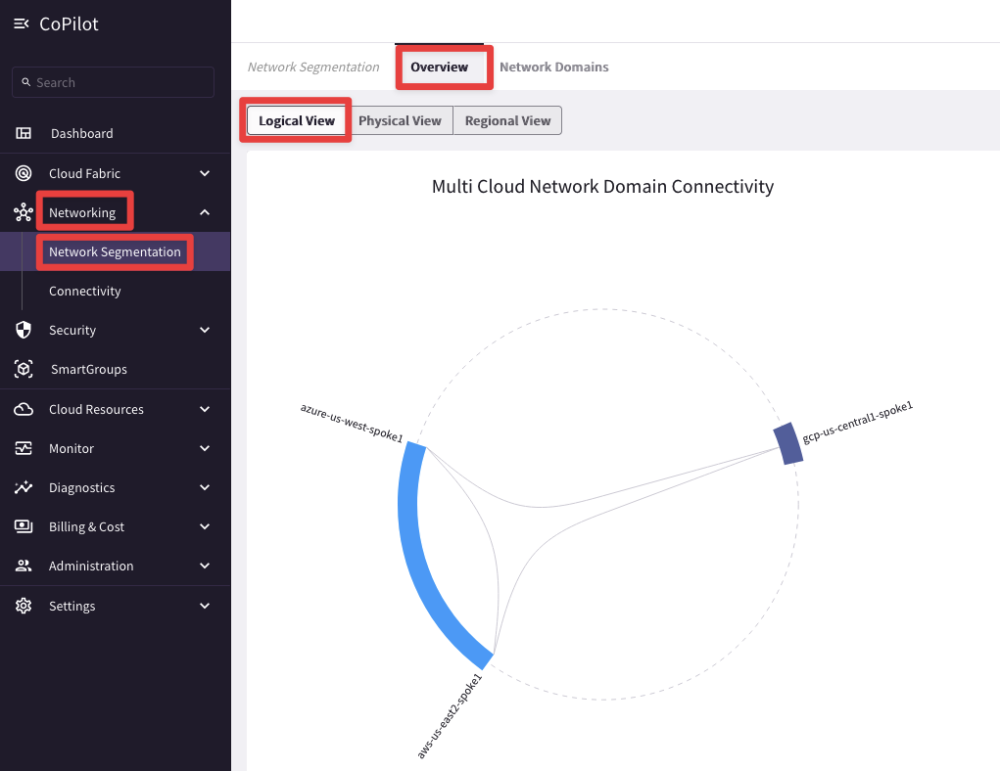 CoPilot
Search
Dashboard
Cloud Fabric
Networking
Network Segmentation
Connectivity
Security
SmartGroups
Cloud Resources
Monitor
Diagnostics
Billing & Cost
Administration
Settings
Network Segmentation
Overview
Network Domains
Logical View
Physical View
Regional View
Multi Cloud Network Domain Connectivity
azure-us-west-spoke1
gcp-us-central1-spoke1
aws-us-east2-spoke1